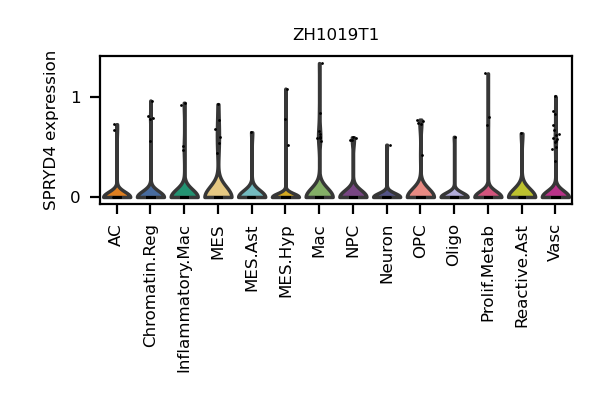 ZH1019T1
SPRYD4 expression
1
0
AC
Chromatin.Reg
Inflammatory.Mac
MES
MES.Ast
MES.Hyp
Mac
NPC
Neuron
OPC
Oligo
Prolif.Metab
Reactive.Ast
Vasc